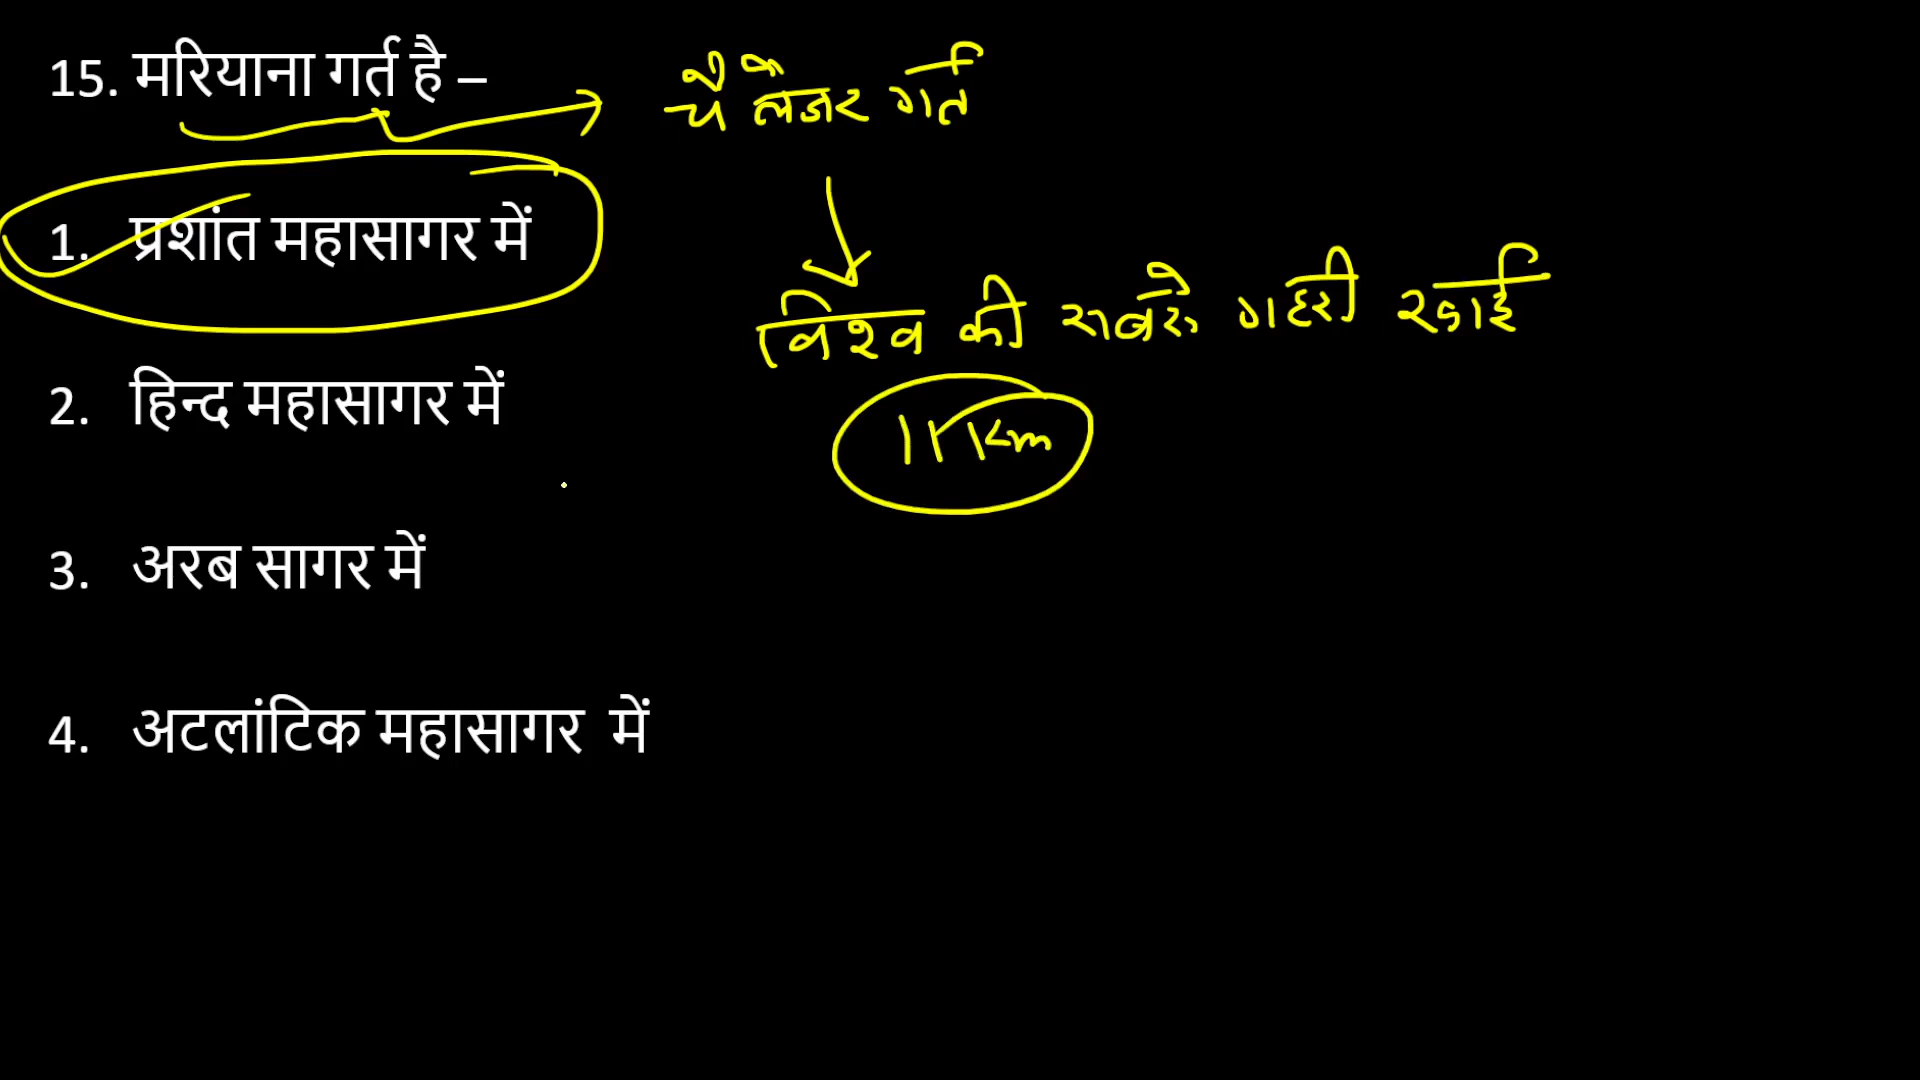 15. मरियाना गर्त है –
चैलेंजर गर्त
1. प्रशांत महासागर में
विश्व की सबसे गहरी खाई
2. हिन्द महासागर में
11 Km
3. अरब सागर में
4. अटलांटिक महासागर में